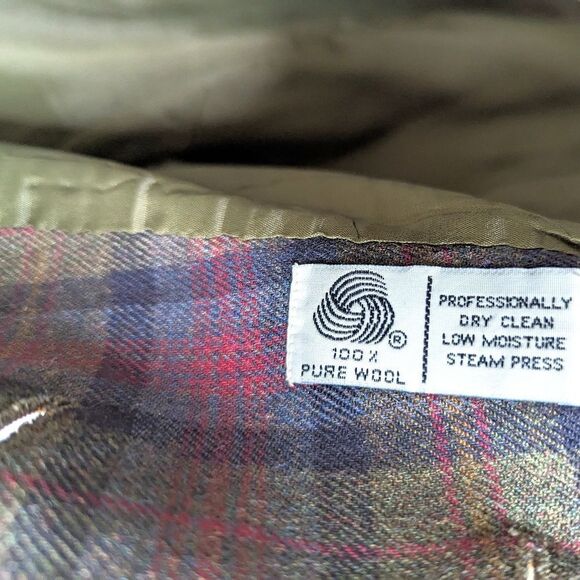 ®
100%
PURE WOOL
PROFESSIONALLY
DRY CLEAN
LOW MOISTURE
STEAM PRESS